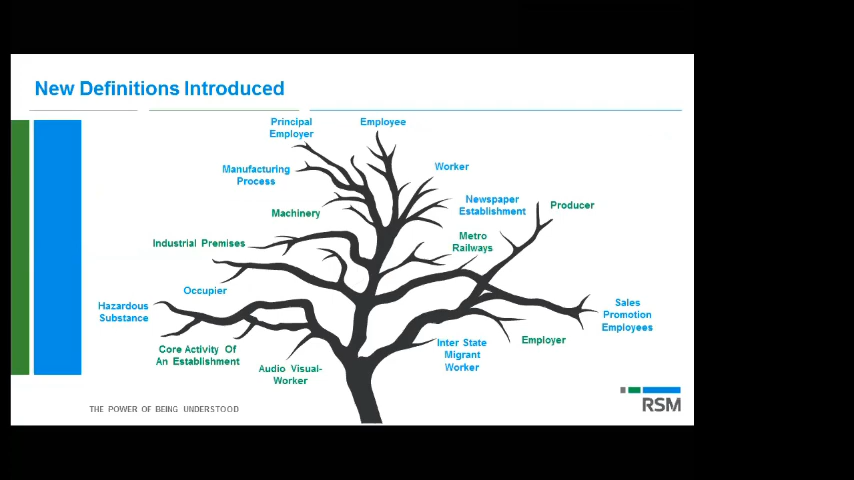 New Definitions Introduced
Principal
Employer
Employee
Manufacturing
Process
Worker
Newspaper
Establishment
Producer
Machinery
Metro
Railways
Industrial Premises
Occupier
Hazardous
Substance
Sales
Promotion
Employees
Core Activity Of
An Establishment
Audio Visual-
Worker
Inter State
Migrant
Worker
Employer
THE POWER OF BEING UNDERSTOOD
RSM